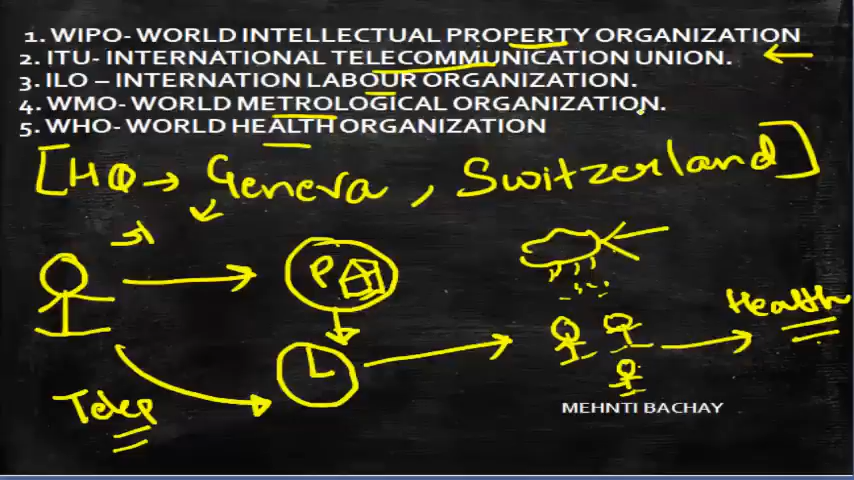 1. WIPO- WORLD INTELLECTUAL PROPERTY ORGANIZATION
2. ITU- INTERNATIONAL TELECOMMUNICATION UNION.
3. ILO – INTERNATION LABOUR ORGANIZATION.
4. WMO- WORLD METROLOGICAL ORGANIZATION.
5. WHO- WORLD HEALTH ORGANIZATION
[HQ → Geneva, Switzerland]
P
Health
L
Telep
MEHNTI BACHAY